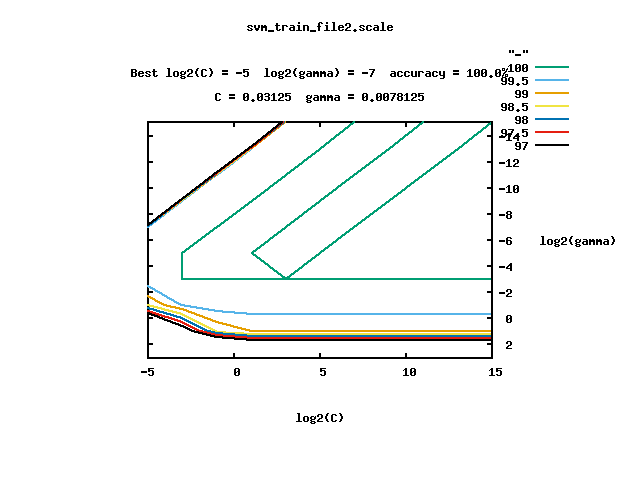 svm_train_file2.scale
"_"
Best log2(C) = -5  log2(gamma) = -7  accuracy = 100.0%
C = 0.03125  gamma = 0.0078125
100
99.5
99
98.5
98
97.5
97
-14
-12
-10
-8
-6
-4
-2
0
2
log2(gamma)
-5 0 5 10 15
log2(C)